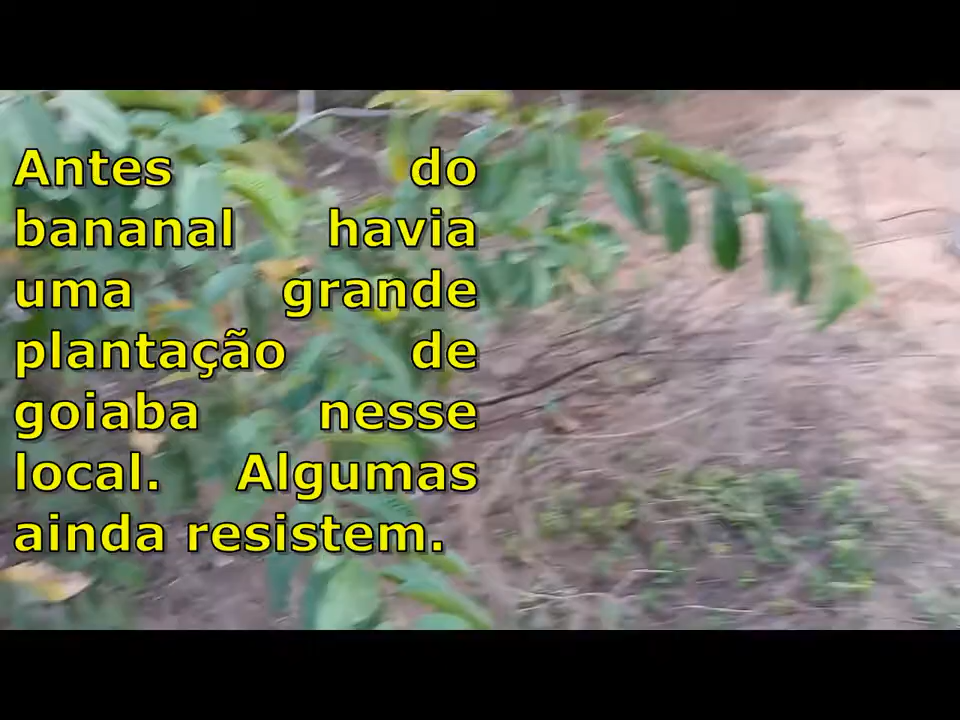 Antes do
bananal havia
uma grande
plantação de
goiaba nesse
local. Algumas
ainda resistem.